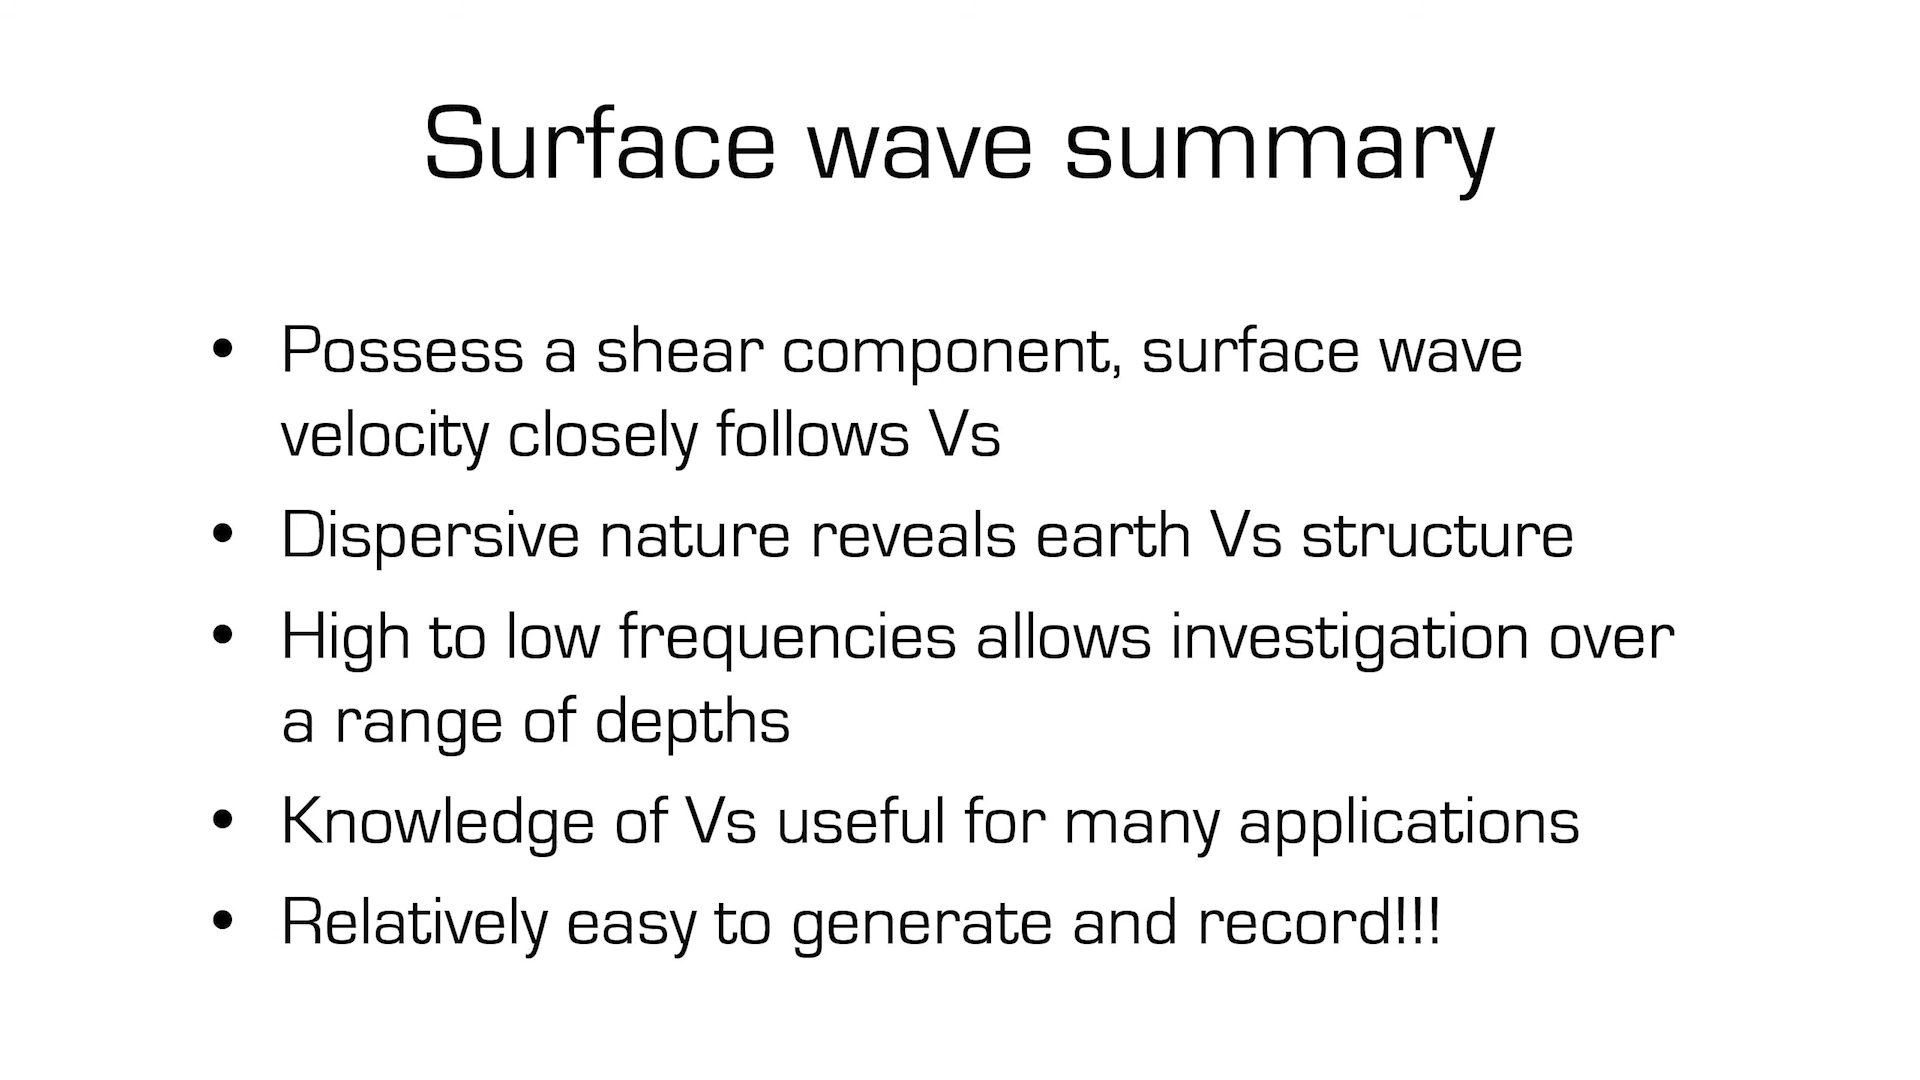 Surface wave summary
• Possess a shear component, surface wave
velocity closely follows Vs
• Dispersive nature reveals earth Vs structure
• High to low frequencies allows investigation over
a range of depths
• Knowledge of Vs useful for many applications
• Relatively easy to generate and record!!!